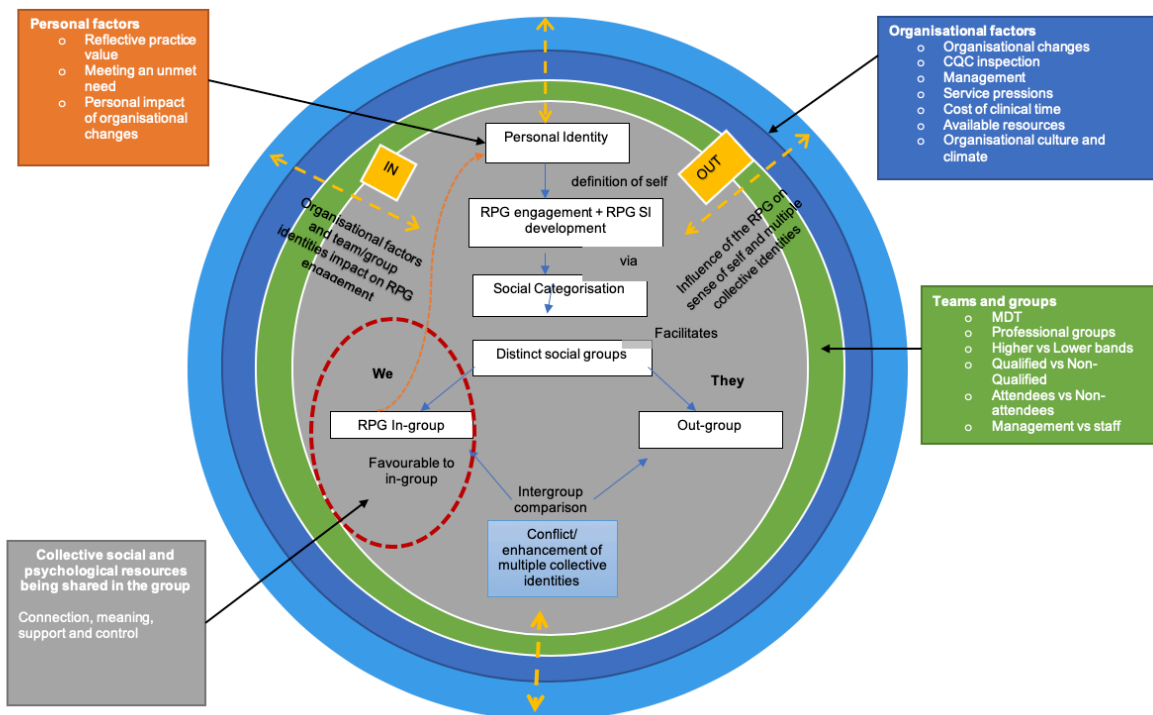 Personal factors
o Reflective practice
value
o Meeting an unmet
need
o Personal impact
of organisational
changes
Organisational factors
o Organisational changes
o CQC inspection
o Management
o Service pressions
o Cost of clinical time
o Available resources
o Organisational culture and
climate
Personal Identity
IN
OUT
definition of self
Organisational factors
and team/group
identities impact on RPG
engagement
RPG engagement + RPG SI
development
Influence of the RPG on
sense of self and multiple
collective identities
via
Social Categorisation
Facilitates
Distinct social groups
We
They
RPG In-group
Out-group
Favourable to
in-group
Intergroup
comparison
Conflict/
enhancement of
multiple collective
identities
Teams and groups
o MDT
o Professional groups
o Higher vs Lower bands
o Qualified vs Non-
Qualified
o Attendees vs Non-
attendees
o Management vs staff
Collective social and
psychological resources
being shared in the group
Connection, meaning,
support and control